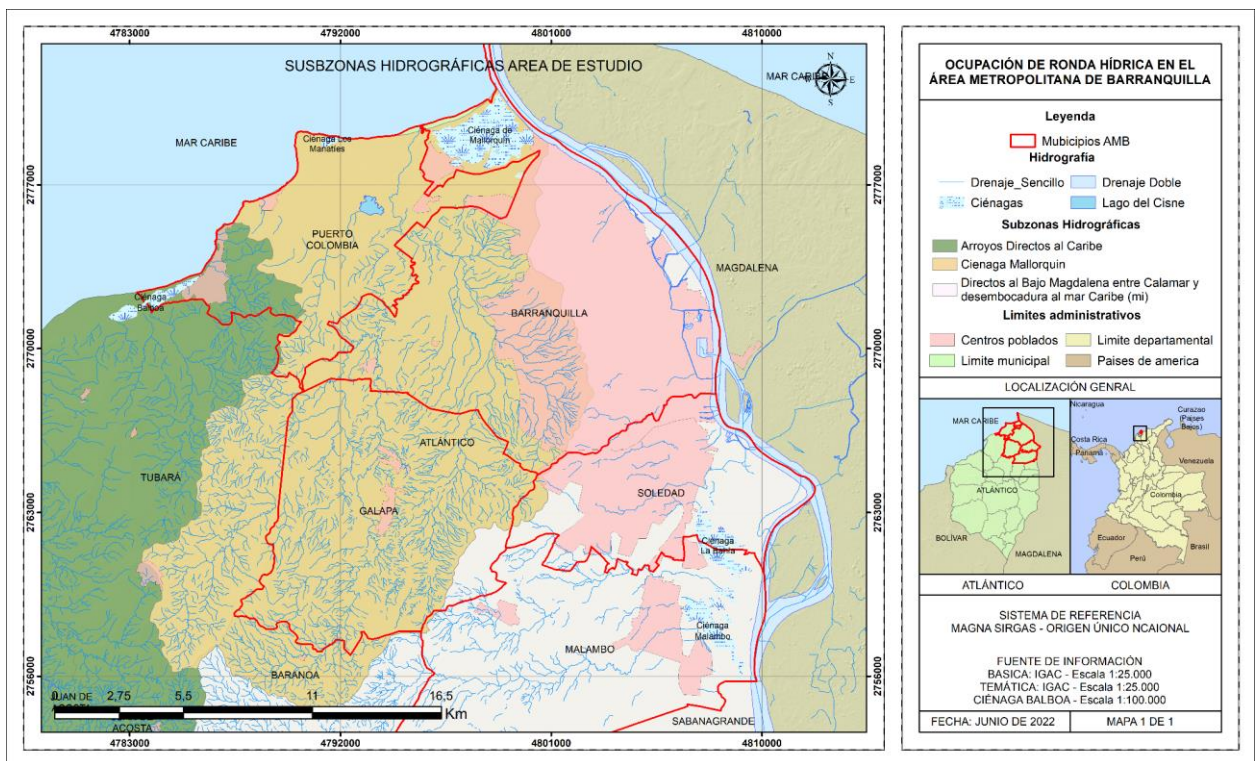 4783000
4792000
4801000
4810000
SUSBZONAS HIDROGRÁFICAS AREA DE ESTUDIO
MAR CARIBE
N
W
E
S
MAR CARIBE
Ciénaga Los
Manatíes
Ciénaga de
Mallorquín
2777000
2777000
PUERTO
COLOMBIA
MAGDALENA
Ciénaga
Balboa
BARRANQUILLA
2770000
2770000
ATLÁNTICO
TUBARÁ
GALAPA
SOLEDAD
2763000
2763000
Ciénaga
La Bahía
Ciénaga
Malambo
MALAMBO
BARANOA
2756000
2756000
JUAN DE
ACOSTA
0
2,75
5,5
11
16,5
Km
SABANAGRANDE
4783000
4792000
4801000
4810000
OCUPACIÓN DE RONDA HÍDRICA EN EL
ÁREA METROPOLITANA DE BARRANQUILLA
Leyenda
Mubicipios AMB
Hidrografía
Drenaje_Sencillo
Drenaje Doble
Ciénagas
Lago del Cisne
Subzonas Hidrográficas
Arroyos Directos al Caribe
Cienaga Mallorquin
Directos al Bajo Magdalena entre Calamar y
desembocadura al mar Caribe (mi)
Limites administrativos
Centros poblados
Limite departamental
Limite municipal
Paises de america
LOCALIZACIÓN GENRAL
MAR CARIBE
ATLÁNTICO
BOLÍVAR
MAGDALENA
Nicaragua
Curazao
(Países
Bajos)
Costa Rica
Panamá
Venezuela
Colombia
Ecuador
Perú
Brasil
ATLÁNTICO
COLOMBIA
SISTEMA DE REFERENCIA
MAGNA SIRGAS - ORIGEN ÚNICO NCAIONAL
FUENTE DE INFORMACIÓN
BASICA: IGAC - Escala 1:25.000
TEMÁTICA: IGAC - Escala 1:25.000
CIÉNAGA BALBOA - Escala 1:100.000
FECHA: JUNIO DE 2022
MAPA 1 DE 1